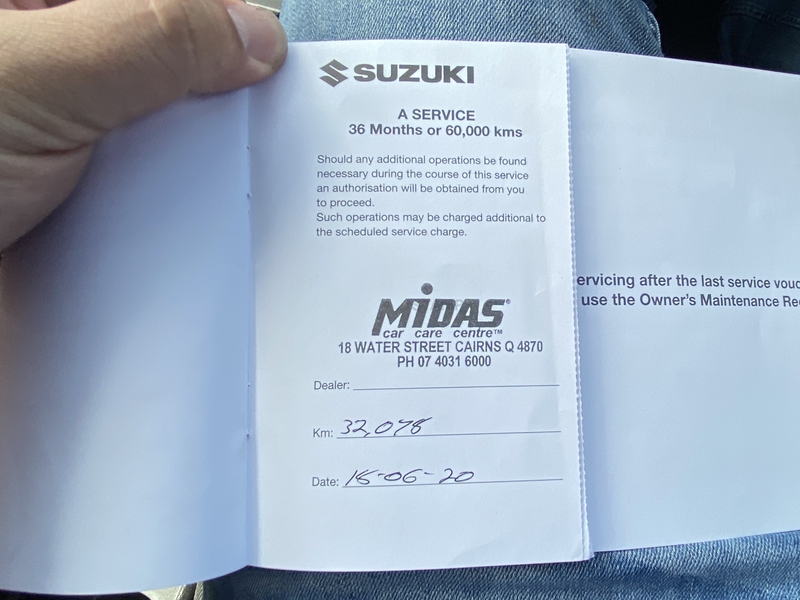 SUZUKI
A SERVICE
36 Months or 60,000 kms
Should any additional operations be found
necessary during the course of this service
an authorisation will be obtained from you
to proceed.
Such operations may be charged additional to
the scheduled service charge.
MIDAS®
car care centre™
18 WATER STREET CAIRNS Q 4870
PH 07 4031 6000
Dealer:
Km: 32,078
Date: 15-06-20
ervicing after the last service vouc
use the Owner's Maintenance Re